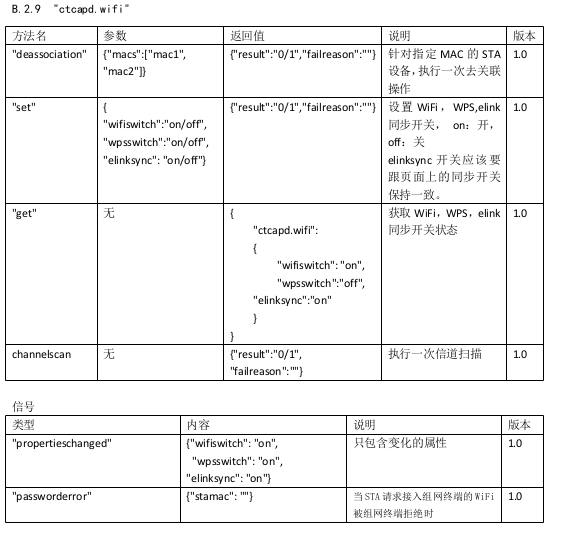 B.2.9 "ctcapd.wifi"
方法名 参数 返回值 说明 版本
"deassociation" {"macs":["mac1", {"result":"0/1","failreason":""} 针对指定 MAC 的 STA 1.0
"mac2"]} 设备，执行一次去关联
操作
"set" { {"result":"0/1","failreason":""} 设置 WiFi，WPS,elink 1.0
"wifiswitch":"on/off", 同步开关， on：开，
"wpsswitch":"on/off", off：关
"elinksync": "on/off"} elinksync 开关应该要
跟页面上的同步开关
保持一致。
"get" 无 { 获取 WiFi，WPS，elink 1.0
"ctcapd.wifi": 同步开关状态
{
"wifiswitch": "on",
"wpsswitch":"off",
"elinksync":"on"
}
}
channelscan 无 {"result":"0/1", 执行一次信道扫描 1.0
"failreason":""}
信号
类型 内容 说明 版本
"propertieschanged" {"wifiswitch": "on", 只包含变化的属性 1.0
"wpsswitch": "on",
"elinksync": "on"}
"passworderror" {"stamac": ""} 当 STA 请求接入组网终端的 WiFi 1.0
被组网终端拒绝时